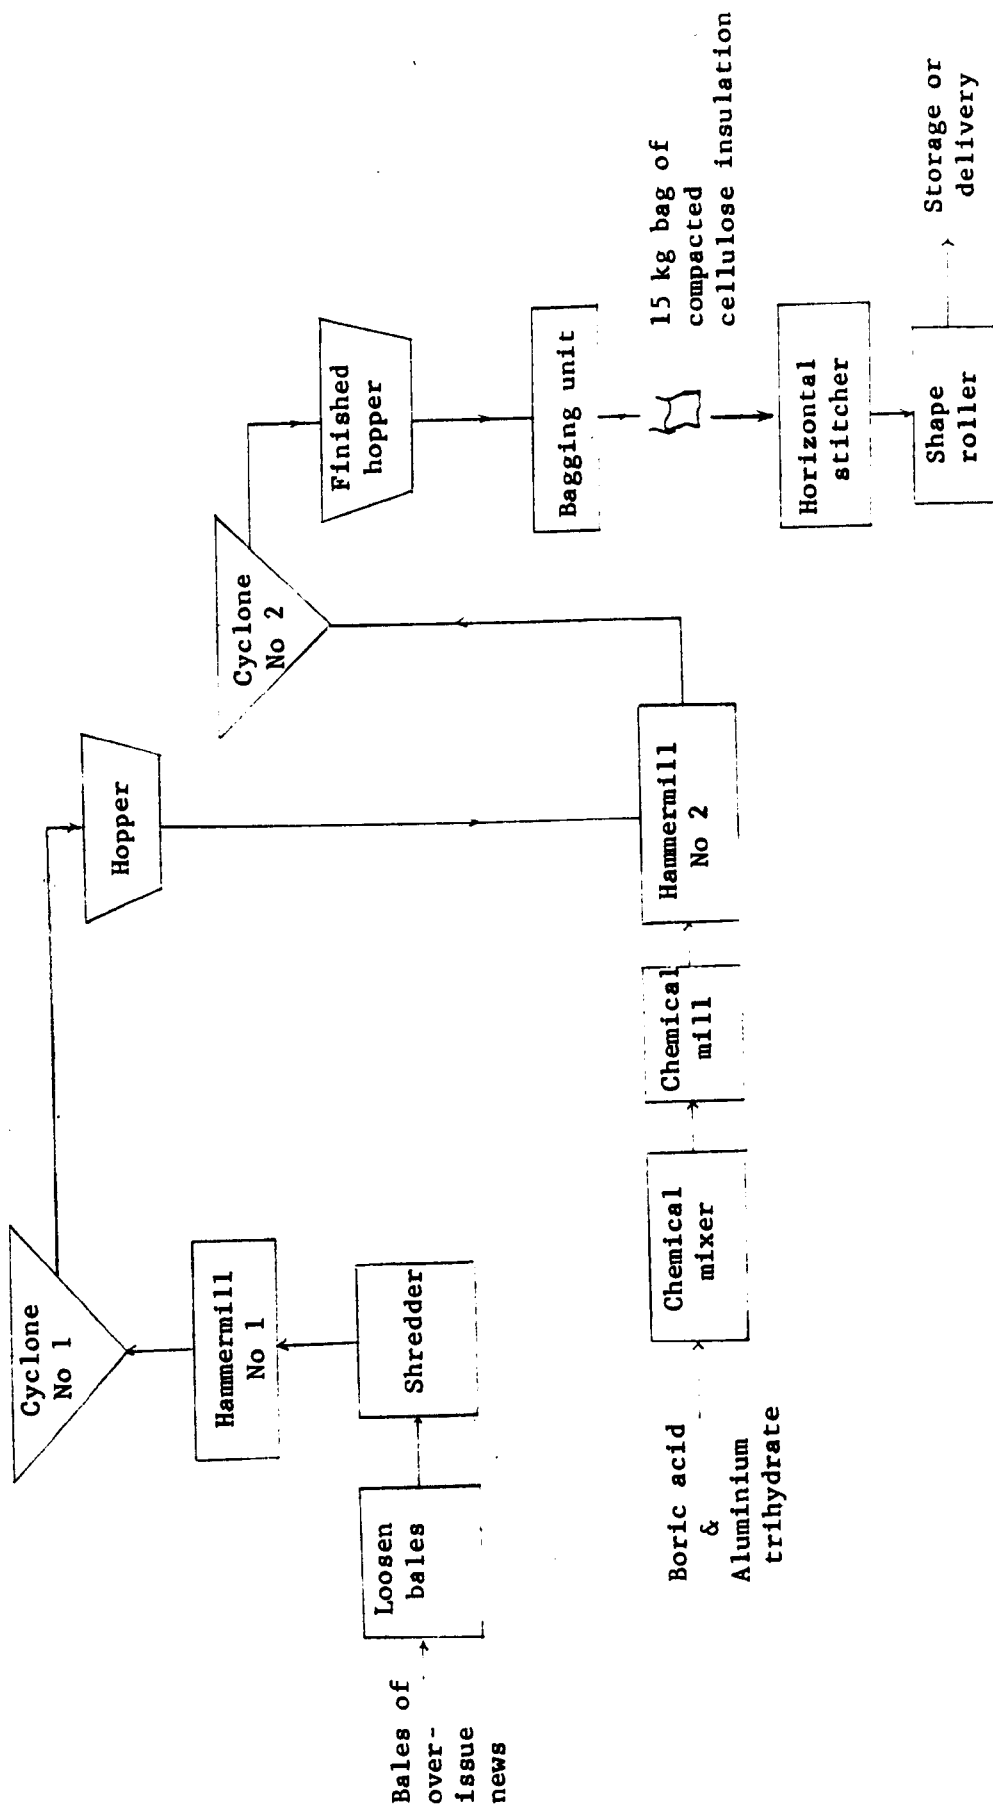 Bales of
over-
issue
news
Loosen
bales
Shredder
Hammermill
No 1
Cyclone
No 1
Hopper
Boric acid
&
Aluminium
trihydrate
Chemical
mixer
Chemical
mill
Hammermill
No 2
Cyclone
No 2
Finished
hopper
Bagging unit
15 kg bag of
compacted
cellulose insulation
Horizontal
stitcher
Shape
roller
Storage or
delivery